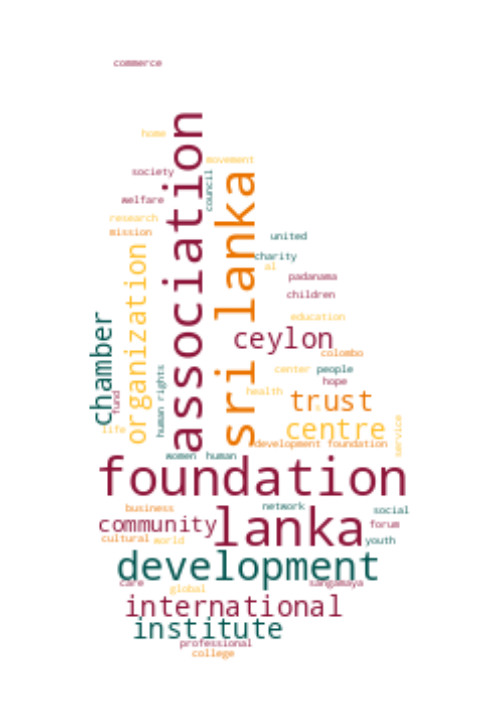 commerce
home
association
movement
society
sri lanka
council
welfare
research
mission
united
organization
charity
al
padanama
children
chamber
education
ceylon
colombo
human rights
center
people
hope
health
fund
trust
life
centre
service
development foundation
women
human
foundation
business
network
social
community
lanka
forum
cultural
world
youth
development
care
sangamaya
global
international
institute
professional
college